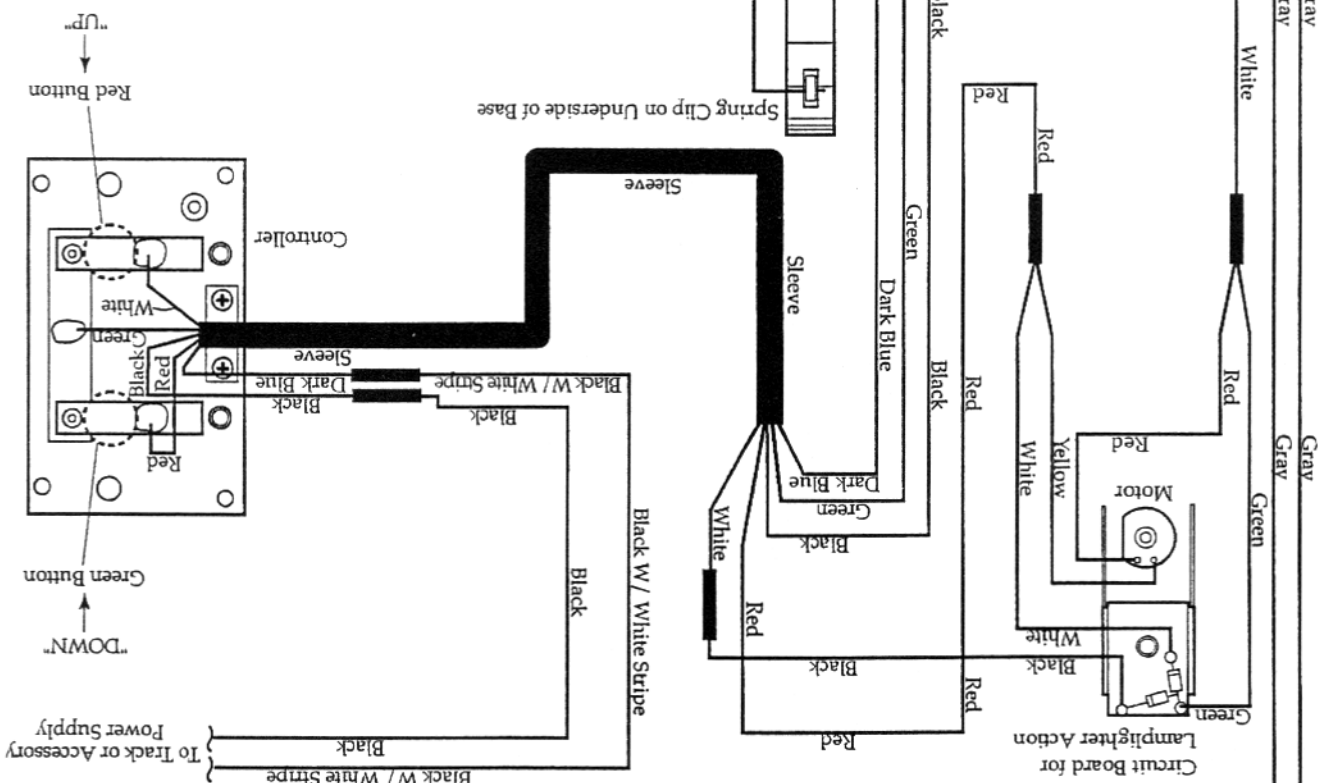 "UP"
Red Button
Spring Clip on Underside of Base
Controller
White
Green
Black
Red
Red
Sleeve
Sleeve
Sleeve
Dark Blue
Black
Black W/ White Stripe
Black
Green Button
"DOWN"
Black
Black W/ White Stripe
To Track or Accessory
Power Supply
Black
Black W/ White Stripe
Dark Blue
Green
Black
Black
Dark Blue
Green
Black
White
Red
Black
Red
Red
Red
Red
Red
White
Yellow
White
Red
Red
Green
Motor
White
Black
Green
Circuit Board for
Lamplighter Action
Gray
Gray
Gray
Gray